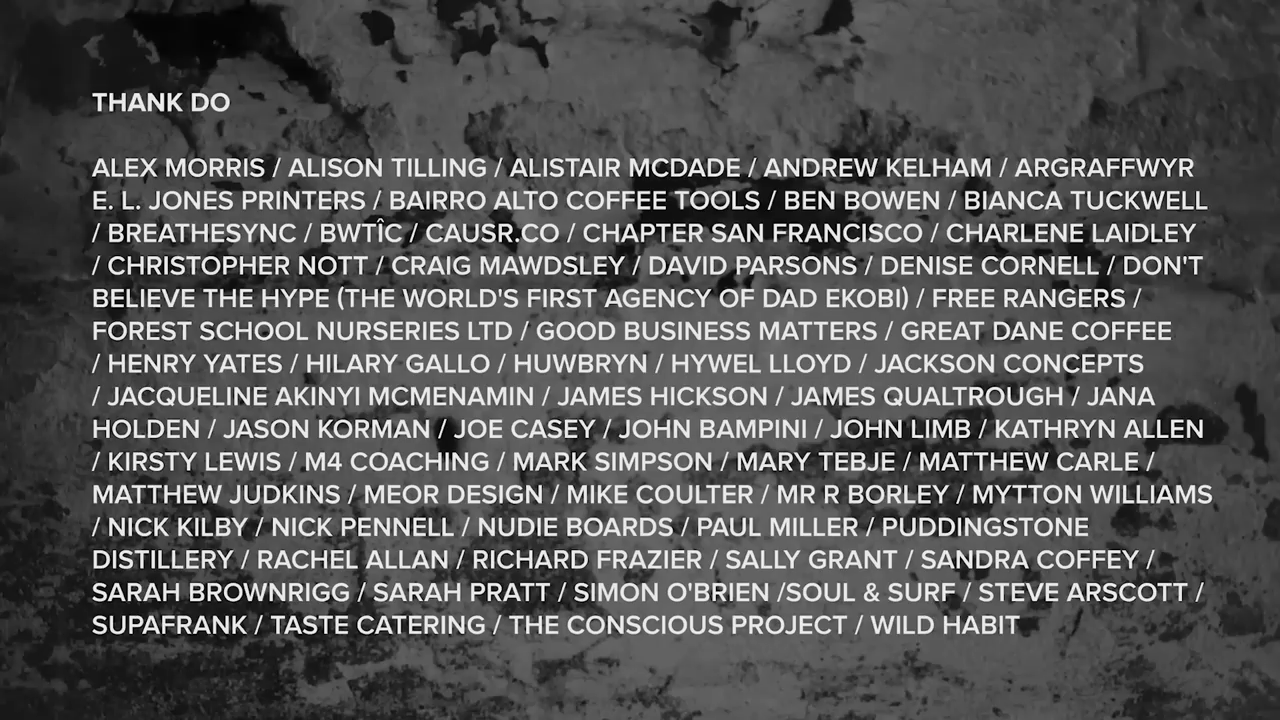 THANK DO
ALEX MORRIS / ALISON TILLING / ALISTAIR MCDADE / ANDREW KELHAM / ARGRAFFWYR
E. L. JONES PRINTERS / BAIRRO ALTO COFFEE TOOLS / BEN BOWEN / BIANCA TUCKWELL
/ BREATHESYNC / BWTÎC / CAUSR.CO / CHAPTER SAN FRANCISCO / CHARLENE LAIDLEY
/ CHRISTOPHER NOTT / CRAIG MAWDSLEY / DAVID PARSONS / DENISE CORNELL / DON'T
BELIEVE THE HYPE (THE WORLD'S FIRST AGENCY OF DAD EKOBI) / FREE RANGERS /
FOREST SCHOOL NURSERIES LTD / GOOD BUSINESS MATTERS / GREAT DANE COFFEE
/ HENRY YATES / HILARY GALLO / HUWBRYN / HYWEL LLOYD / JACKSON CONCEPTS
/ JACQUELINE AKINYI MCMENAMIN / JAMES HICKSON / JAMES QUALTROUGH / JANA
HOLDEN / JASON KORMAN / JOE CASEY / JOHN BAMPINI / JOHN LIMB / KATHRYN ALLEN
/ KIRSTY LEWIS / M4 COACHING / MARK SIMPSON / MARY TEBJE / MATTHEW CARLE /
MATTHEW JUDKINS / MEOR DESIGN / MIKE COULTER / MR R BORLEY / MYTTON WILLIAMS
/ NICK KILBY / NICK PENNELL / NUDIE BOARDS / PAUL MILLER / PUDDINGSTONE
DISTILLERY / RACHEL ALLAN / RICHARD FRAZIER / SALLY GRANT / SANDRA COFFEY /
SARAH BROWNRIGG / SARAH PRATT / SIMON O'BRIEN /SOUL & SURF / STEVE ARSCOTT /
SUPAFRANK / TASTE CATERING / THE CONSCIOUS PROJECT / WILD HABIT